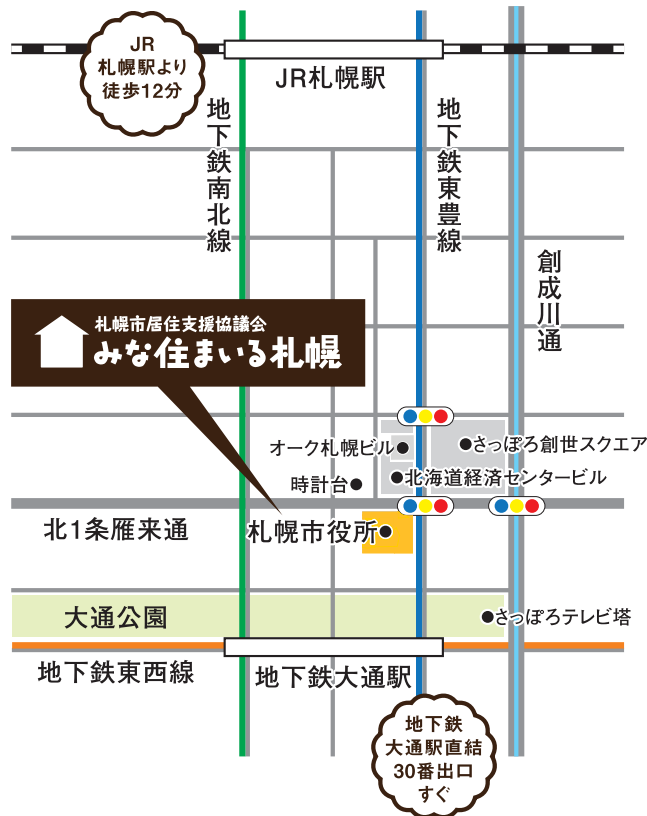 JR
札幌駅より
徒歩12分
JR札幌駅
地下鉄南北線
地下鉄東豊線
創成川通
札幌市居住支援協議会
みな住まいる札幌
オーク札幌ビル
さっぽろ創世スクエア
時計台
北海道経済センタービル
北1条雁来通
札幌市役所
大通公園
さっぽろテレビ塔
地下鉄東西線
地下鉄大通駅
地下鉄
大通駅直結
30番出口
すぐ